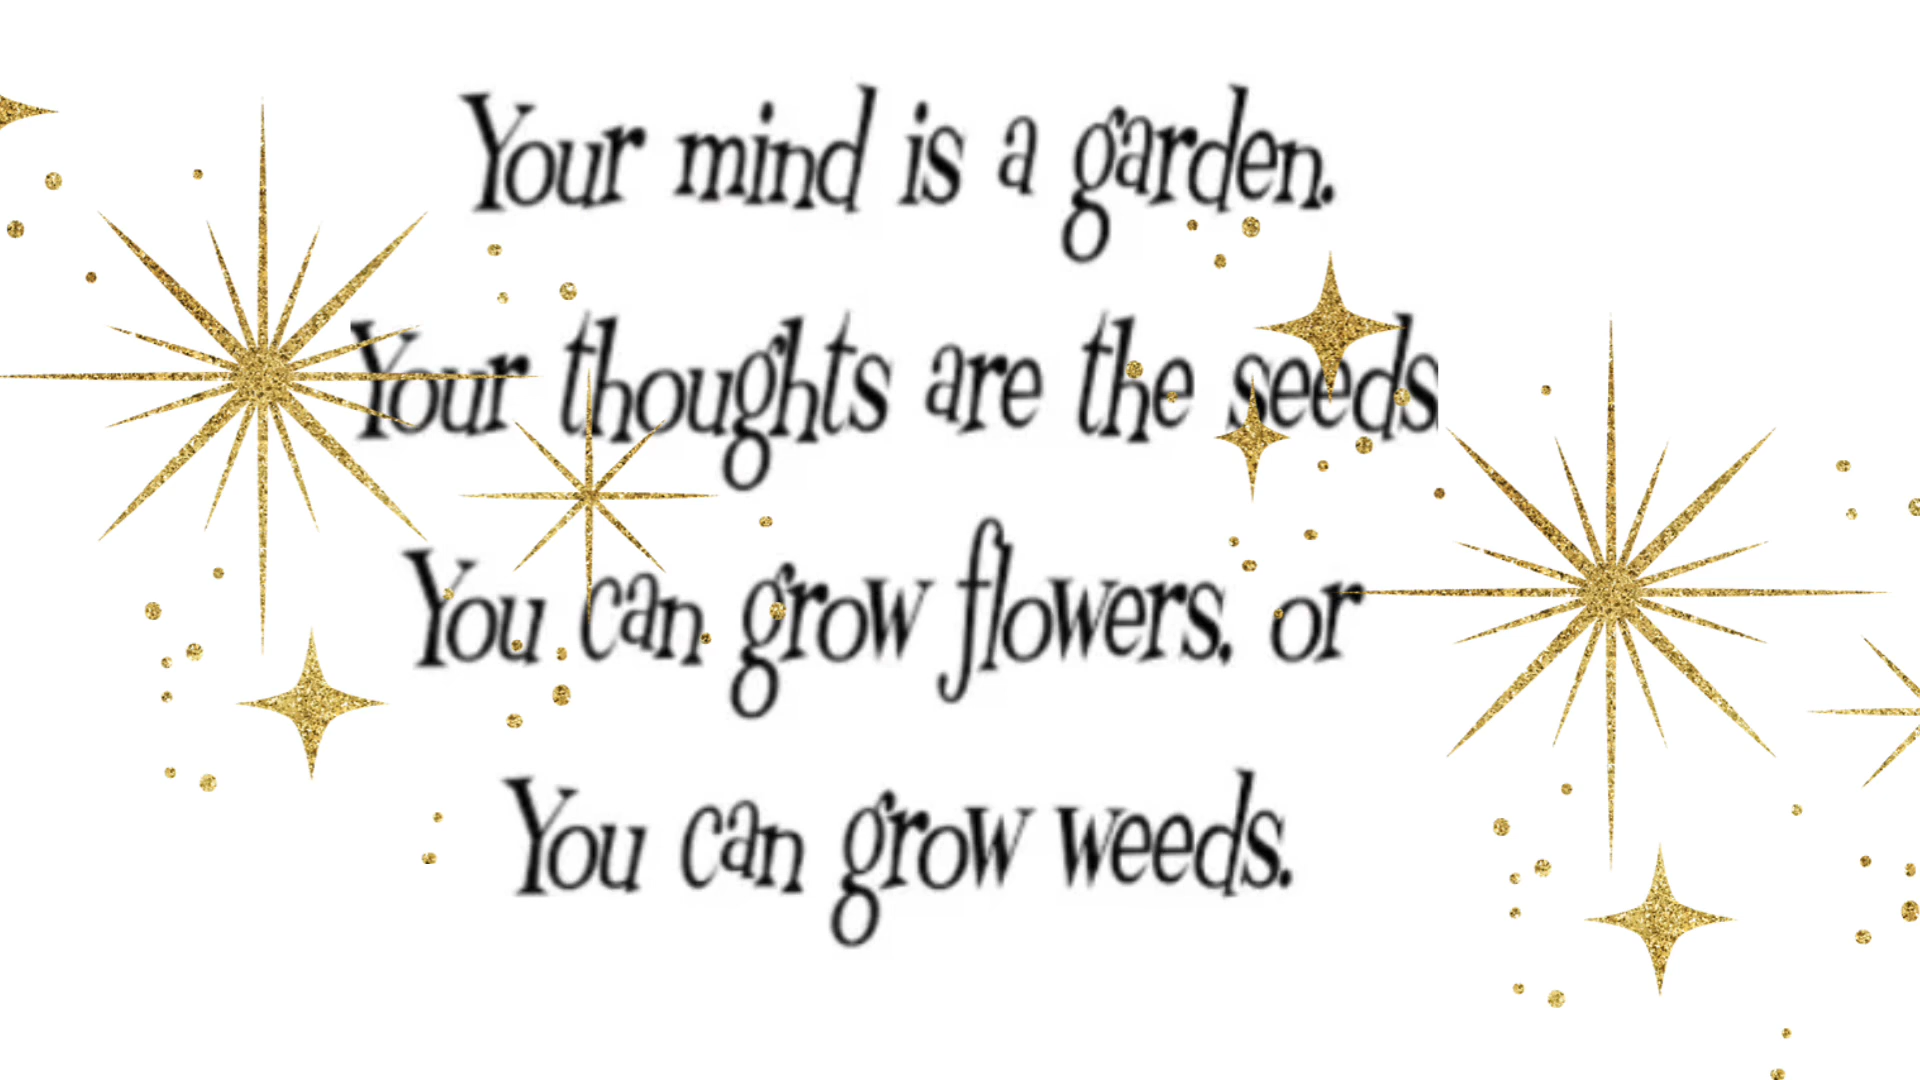 Your mind is a garden.
Your thoughts are the seeds
You can grow flowers, or
You can grow weeds.